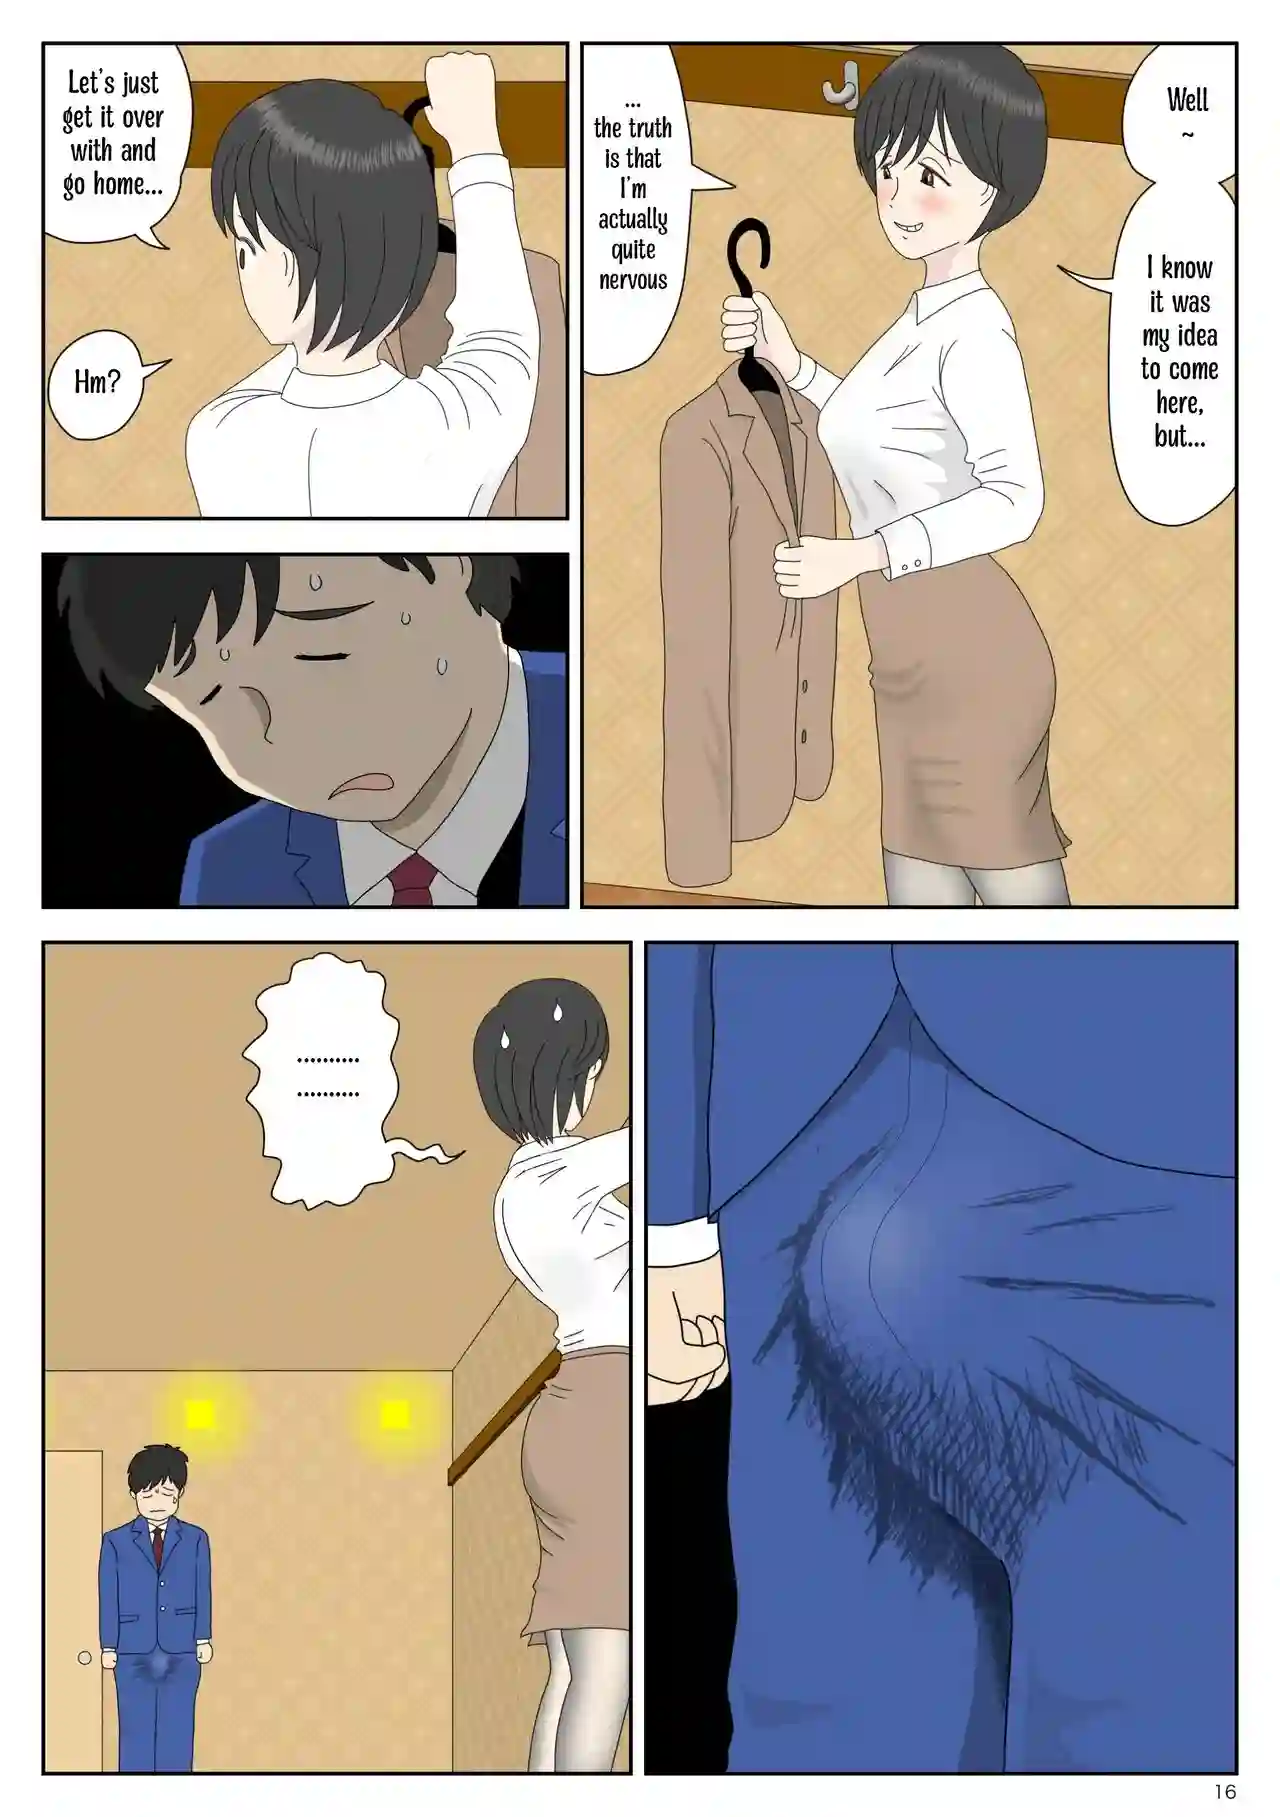 Well
~
I know
it was
my idea
to come
here,
but...
...
the truth
is that
I'm
actually
quite
nervous
Let's just
get it over
with and
go home...
Hm?
..........
..........
16